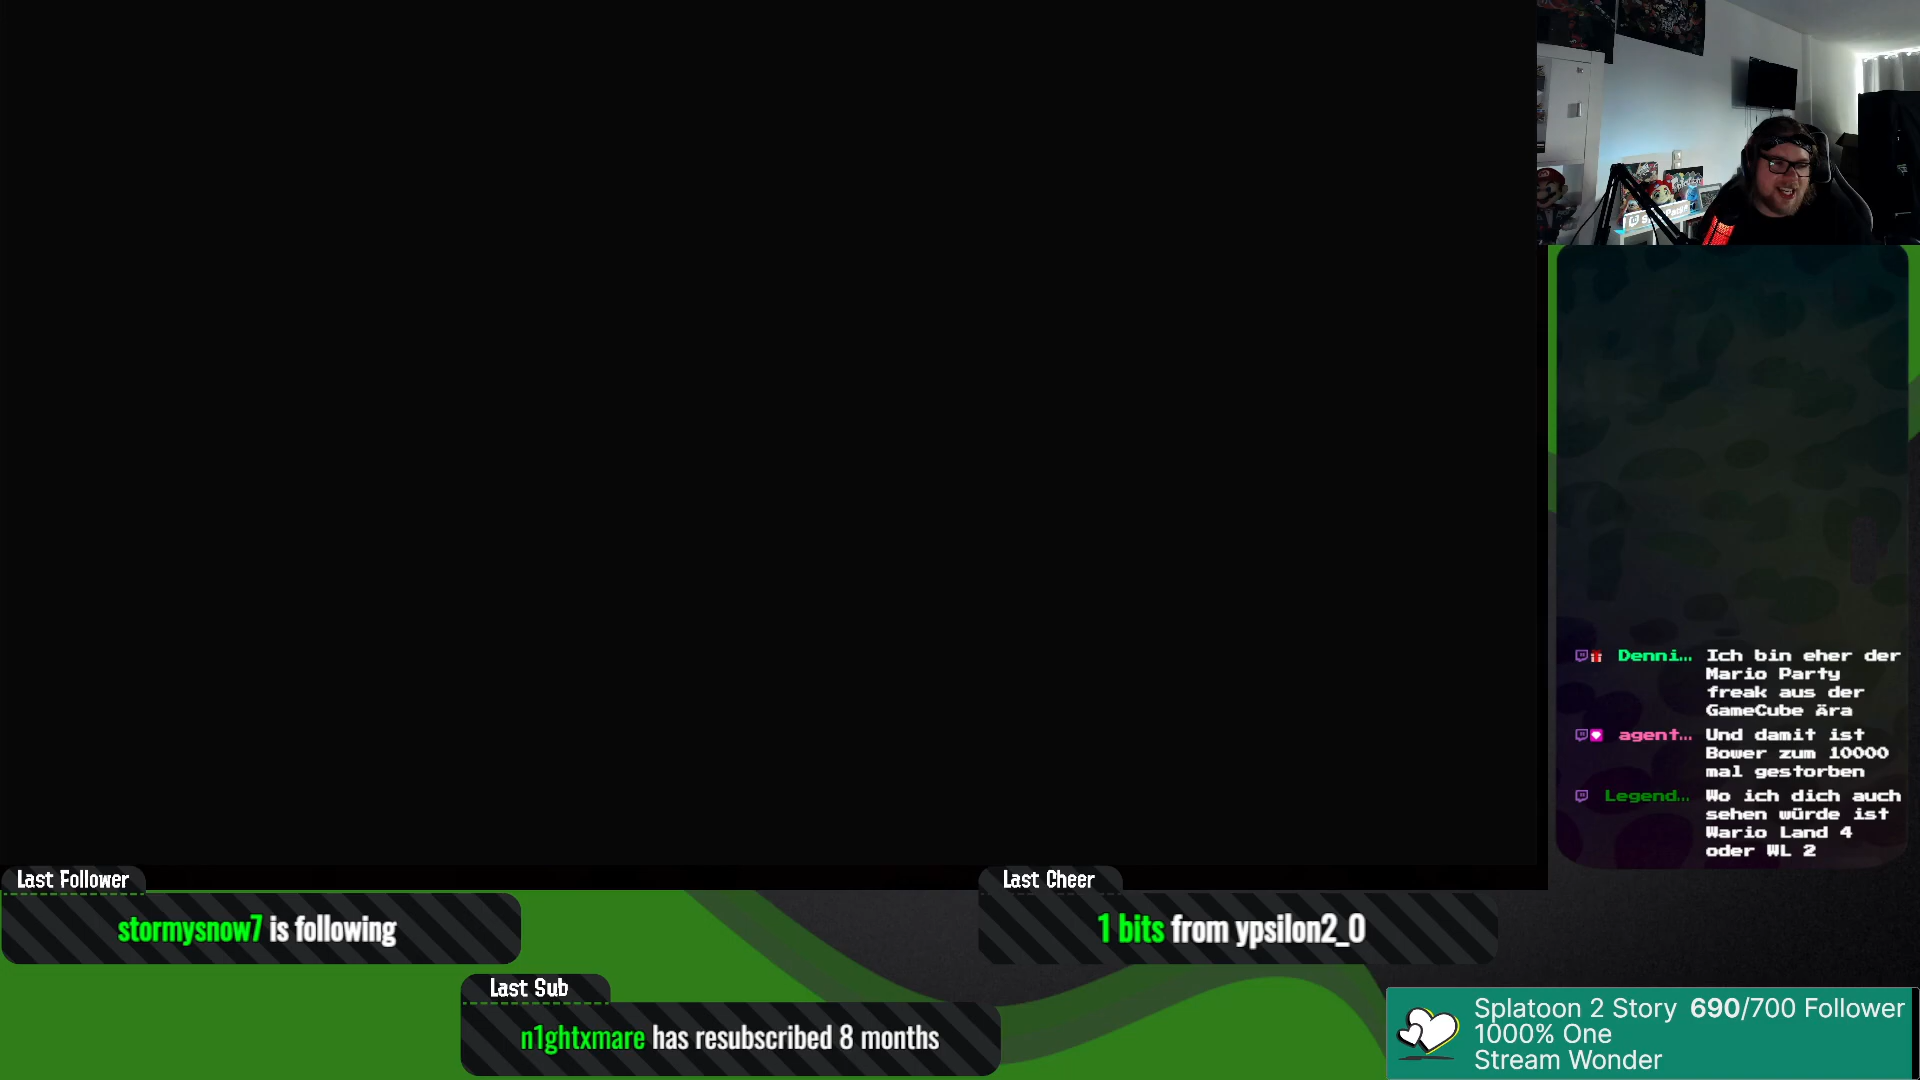 Denni... Ich bin eher der
Mario Party
freak aus der
GameCube Ära
agent... Und damit ist
Bower zum 10000
mal gestorben
Legend... Wo ich dich auch
sehen würde ist
Wario Land 4
oder WL 2
Last Follower
stormysnow7 is following
Last Cheer
1 bits from ypsilon2_0
Last Sub
n1ghtxmare has resubscribed 8 months
Splatoon 2 Story 690/700 Follower
1000% One
Stream Wonder